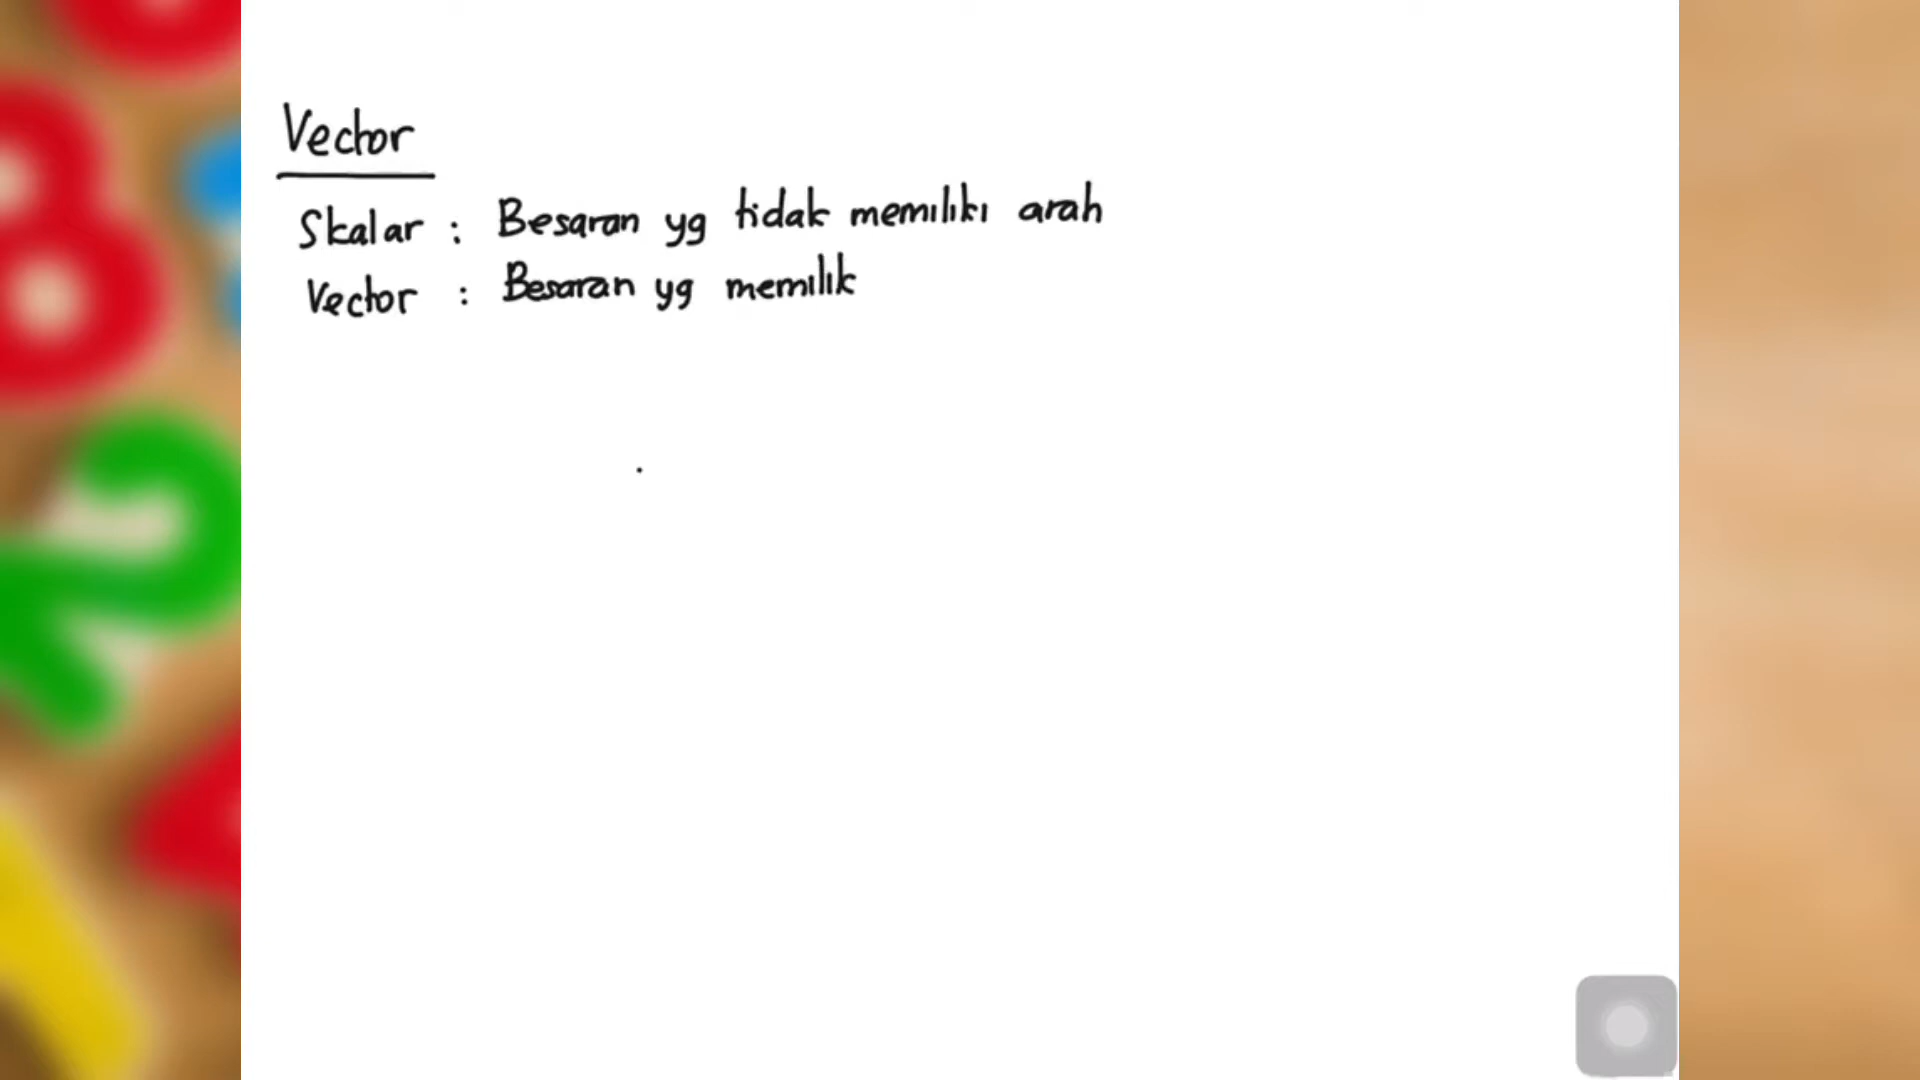 Vector
Skalar : Besaran yg tidak memiliki arah
Vector : Besaran yg memilik